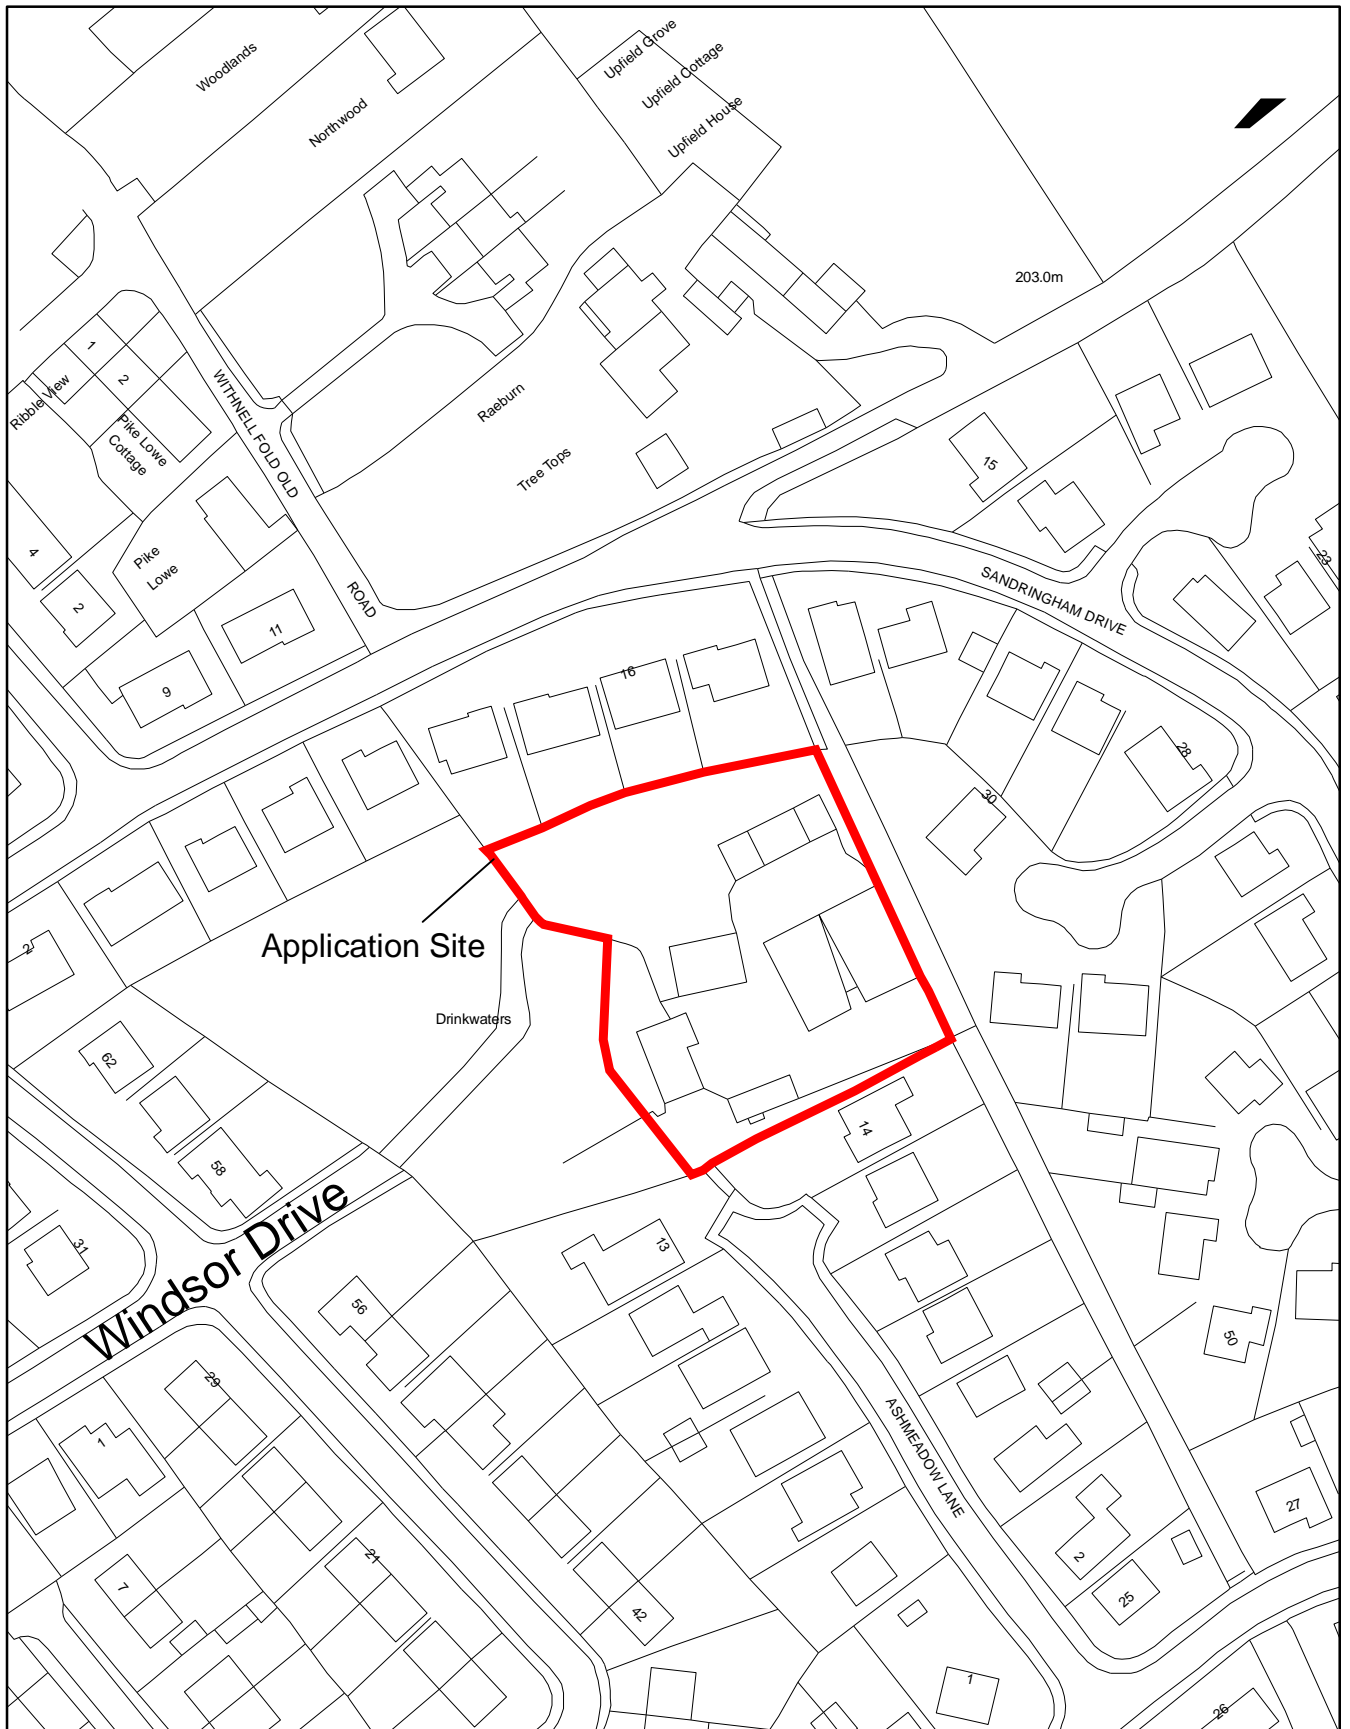 Woodlands
Northwood
Upfield Grove
Upfield Cottage
Upfield House
203.0m
1
2
Ribble View
Pike Lowe
Cottage
WITHNELL FOLD OLD
ROAD
Raeburn
Tree Tops
15
4
2
Pike
Lowe
11
9
SANDRINGHAM DRIVE
23
16
28
30
2
Application Site
Drinkwaters
62
58
14
31
Windsor Drive
13
56
50
29
1
ASHMEADOW LANE
27
7
21
42
2
25
1
26